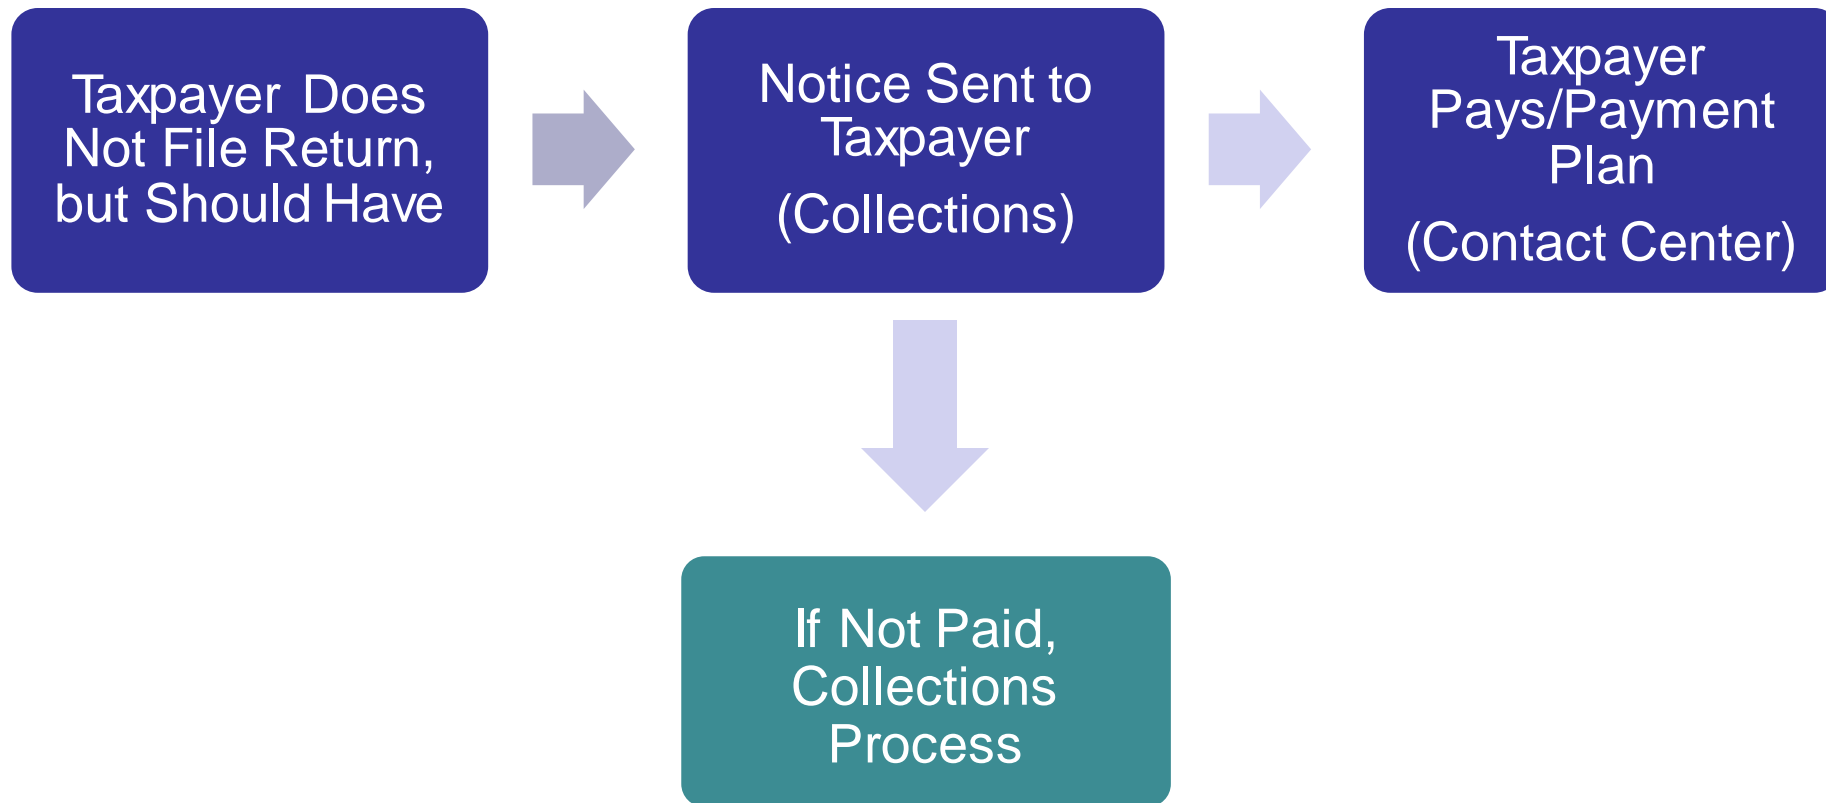 Taxpayer Does
Not File Return,
but Should Have
Notice Sent to
Taxpayer
(Collections)
Taxpayer
Pays/Payment
Plan
(Contact Center)
If Not Paid,
Collections
Process